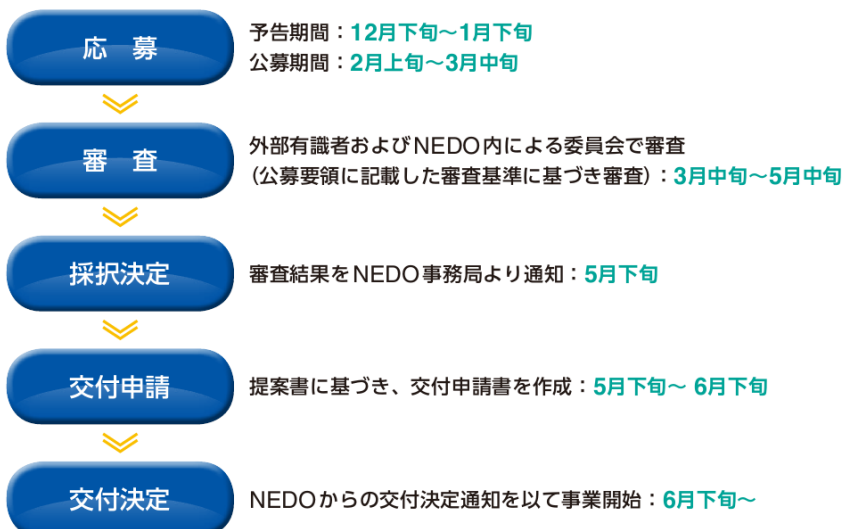 応 募
予告期間：12月下旬～1月下旬
公募期間：2月上旬～3月中旬
審 査
外部有識者およびNEDO内による委員会で審査
（公募要領に記載した審査基準に基づき審査）：3月中旬～5月中旬
採択決定
審査結果をNEDO事務局より通知：5月下旬
交付申請
提案書に基づき、交付申請書を作成：5月下旬～ 6月下旬
交付決定
NEDOからの交付決定通知を以て事業開始：6月下旬～